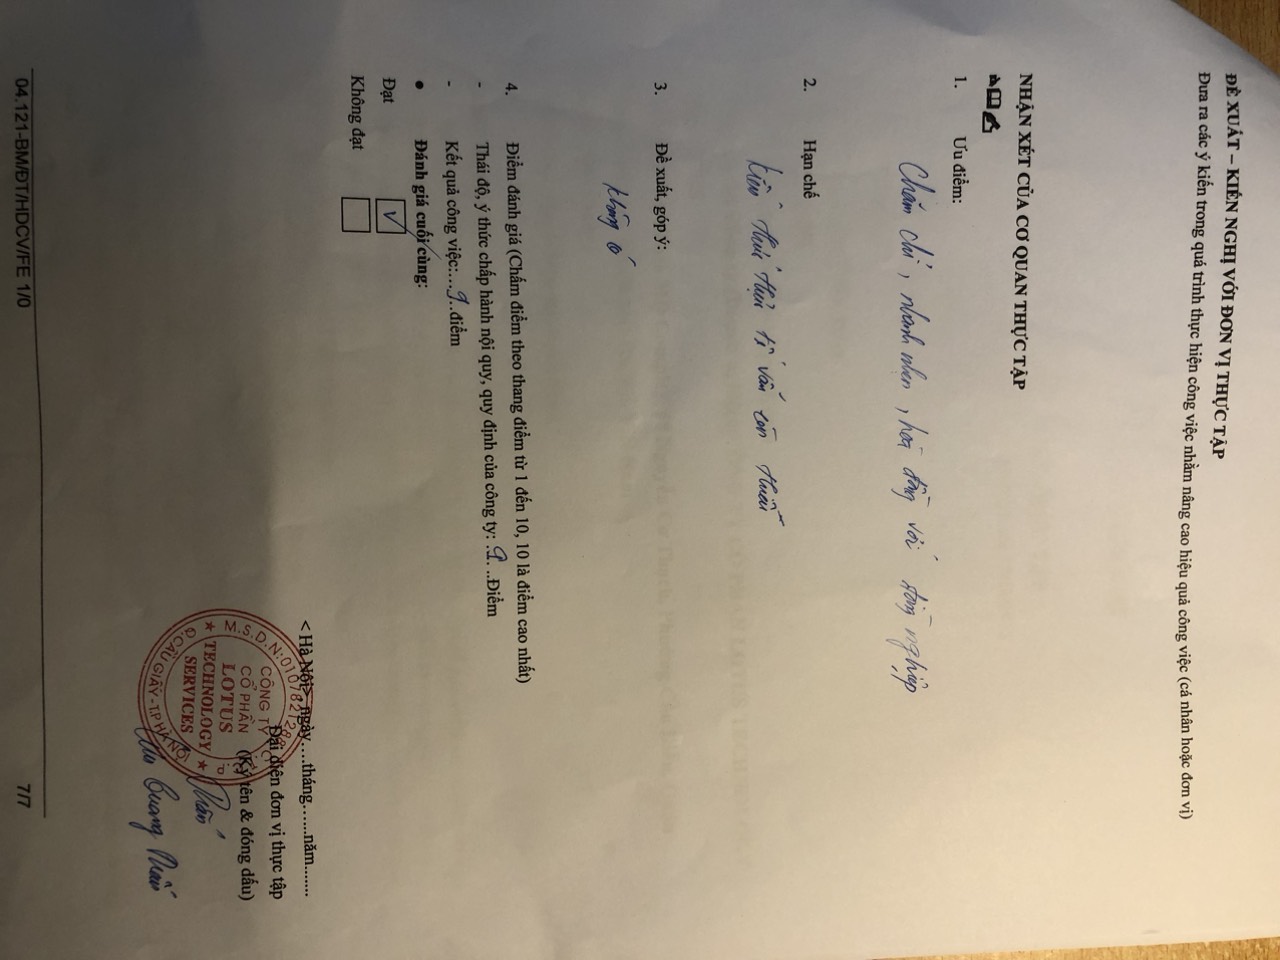 ĐỀ XUẤT – KIẾN NGHỊ VỚI ĐƠN VỊ THỰC TẬP
Đưa ra các ý kiến trong quá trình thực hiện công việc nhằm nâng cao hiệu quả công việc (cá nhân hoặc đơn vị)
NHẬN XÉT CỦA CƠ QUAN THỰC TẬP
1. Ưu điểm:
Chăm chỉ, nhanh nhẹn, hoà đồng với đồng nghiệp
2. Hạn chế
Kiến thức thực tế vẫn còn thiếu
3. Đề xuất, góp ý:
không có
4. Điểm đánh giá (Chấm điểm theo thang điểm từ 1 đến 10, 10 là điểm cao nhất)
- Thái độ, ý thức chấp hành nội quy, quy định của công ty: .9. ..Điểm
- Kết quả công việc:...9..điểm
• Đánh giá cuối cùng:
Đạt ✓
Không đạt
< Hà Nội>, ngày....tháng......năm.......
Đại diện đơn vị thực tập
(Ký tên & đóng dấu)
M.S.D.N:0107821288-C.T.C.P
CÔNG TY
CỔ PHẦN
LOTUS
TECHNOLOGY
SERVICES
Q.CẦU GIẤY-T.P HÀ NỘI
Quang
04.121-BM/ĐT/HDCV/FE 1/0 7/7